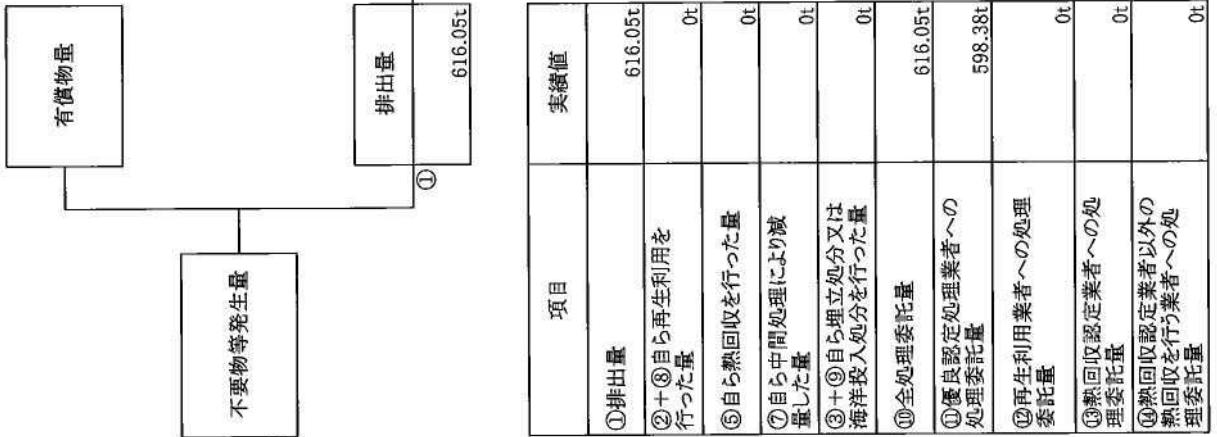 有償物量
不要物等発生量
排出量
①
616.05t
項目
実績値
①排出量
616.05t
②+⑧自ら再生利用を
行った量
0t
⑤自ら熱回収を行った量
0t
⑦自ら中間処理により減
量した量
0t
③+⑨自ら埋立処分又は
海洋投入処分を行った量
0t
⑩全処理委託量
616.05t
⑪優良認定処理業者への
処理委託量
598.38t
⑫再生利用業者への処理
委託量
0t
⑬熱回収認定業者への処
理委託量
0t
⑭熱回収認定業者以外の
熱回収を行う業者への処
理委託量
0t